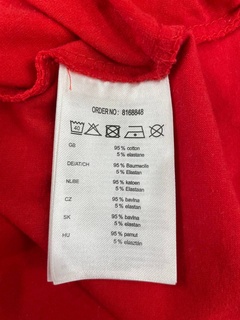 ORDER NO: 8168848
40
GB 95 % cotton
5 % elastane
DE/AT/CH 95 % Baumwolle
5 % elastan
NL/BE 95 % katoen
5 % elastaan
CZ 95 % bavlna
5 % elastan
SK 95 % bavlna
5 % elastan
HU 95 % pamut
5 % elasztán